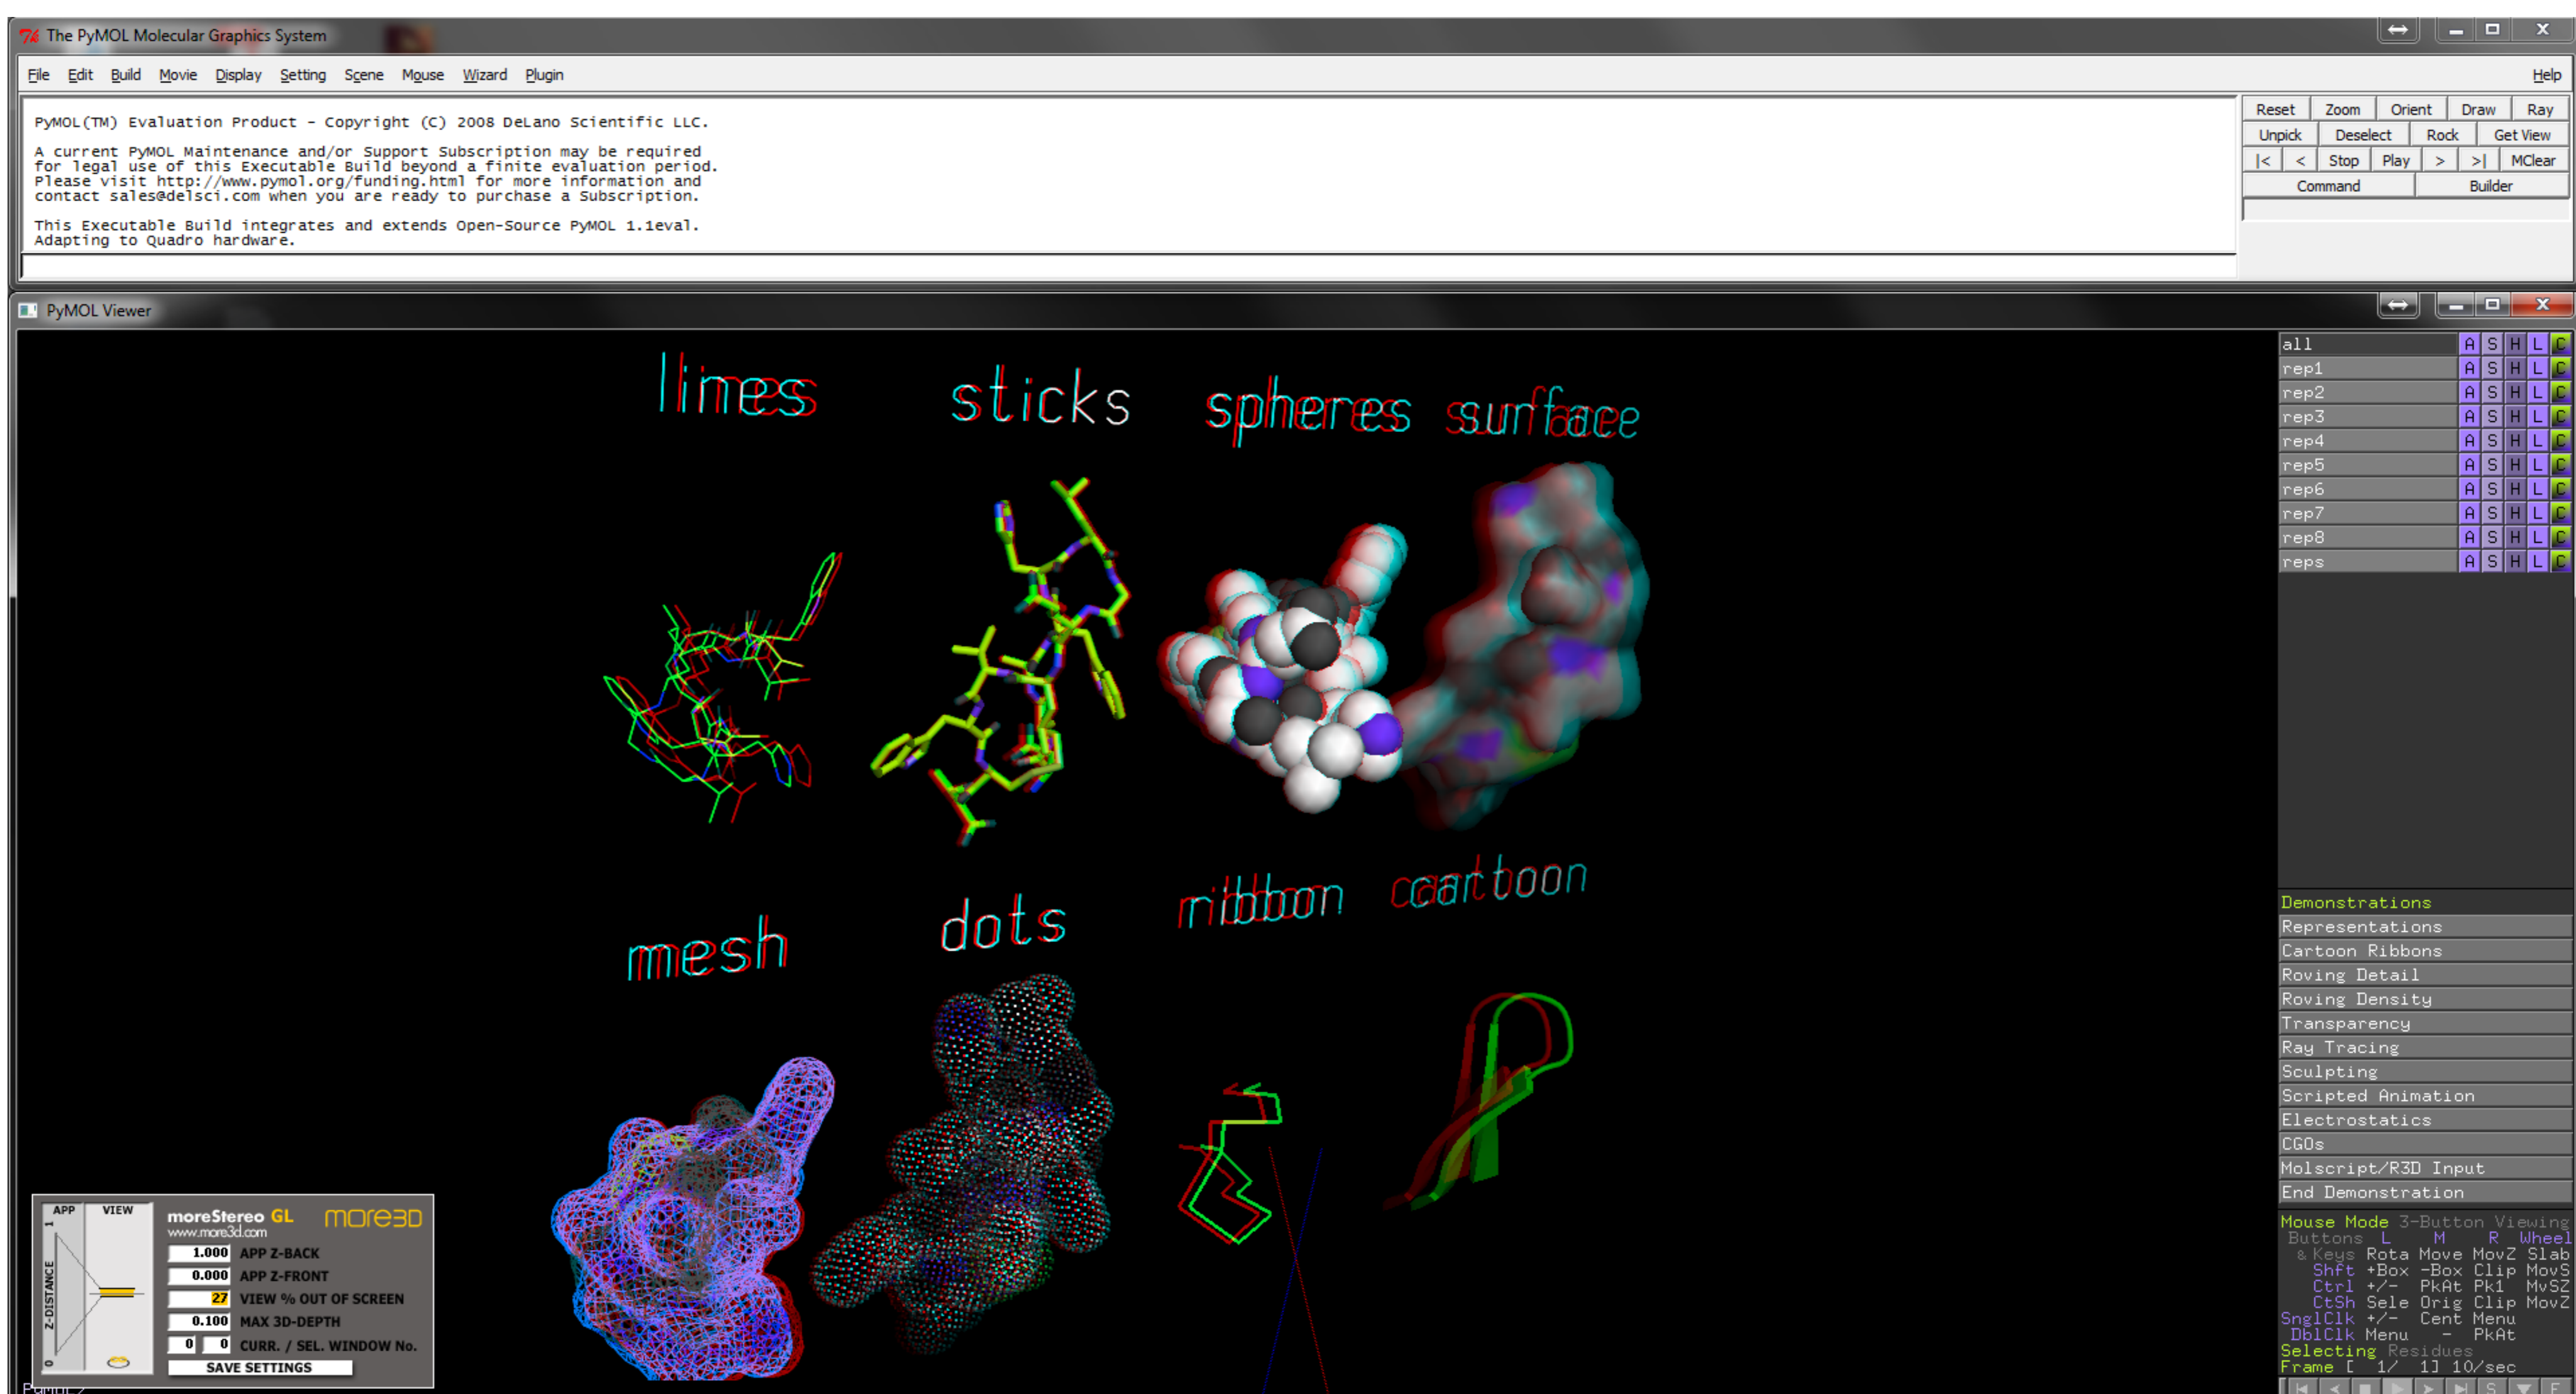 The PyMOL Molecular Graphics System
File Edit Build Movie Display Setting Scene Mouse Wizard Plugin Help
PyMOL(TM) Evaluation Product - Copyright (C) 2008 DeLano Scientific LLC.
A current PyMOL Maintenance and/or Support Subscription may be required
for legal use of this Executable Build beyond a finite evaluation period.
Please visit http://www.pymol.org/funding.html for more information and
contact sales@delsci.com when you are ready to purchase a Subscription.
This Executable Build integrates and extends Open-Source PyMOL 1.1eval.
Adapting to Quadro hardware.
Reset Zoom Orient Draw Ray
Unpick Deselect Rock Get View
|< < Stop Play > >| MClear
Command Builder
PyMOL Viewer
lines sticks spheres surface
mesh dots ribbon cartoon
all A S H L C
rep1 A S H L C
rep2 A S H L C
rep3 A S H L C
rep4 A S H L C
rep5 A S H L C
rep6 A S H L C
rep7 A S H L C
rep8 A S H L C
reps A S H L C
Demonstrations
Representations
Cartoon Ribbons
Roving Detail
Roving Density
Transparency
Ray Tracing
Sculpting
Scripted Animation
Electrostatics
CGOs
Molscript/R3D Input
End Demonstration
Mouse Mode 3-Button Viewing
Buttons L M R Wheel
& Keys Rota Move MovZ Slab
Shft +Box -Box Clip MovS
Ctrl +/- PkAt Pk1 MvSZ
CtSh Sele Orig Clip MovZ
SnglClk +/- Cent Menu
DblClk Menu - PkAt
Selecting Residues
Frame [ 1/ 1] 10/sec
S F
APP VIEW
1
Z-DISTANCE
0
moreStereo GL more3D
www.more3d.com
1.000 APP Z-BACK
0.000 APP Z-FRONT
27 VIEW % OUT OF SCREEN
0.100 MAX 3D-DEPTH
0 0 CURR. / SEL. WINDOW No.
SAVE SETTINGS
PyMOL>